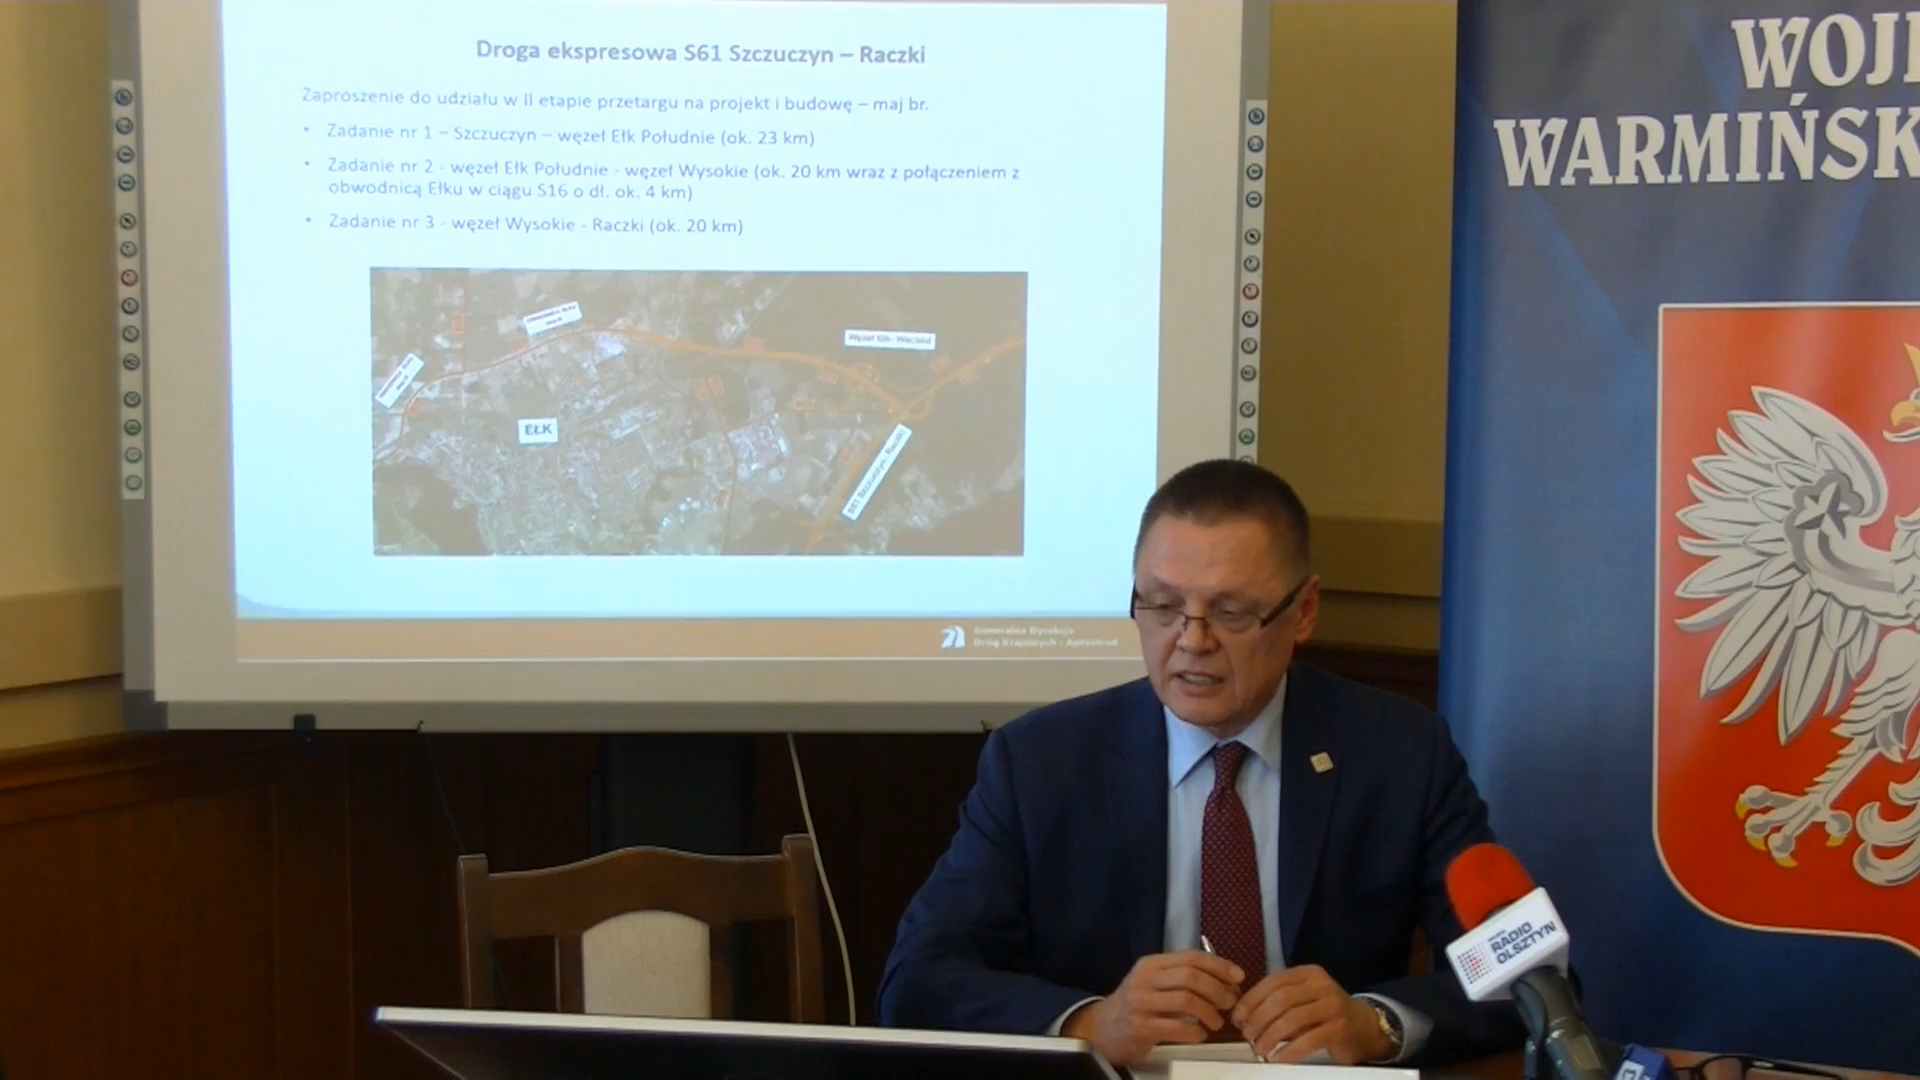 Droga ekspresowa S61 Szczuczyn – Raczki
Zaproszenie do udziału w II etapie przetargu na projekt i budowę – maj br.
• Zadanie nr 1 – Szczuczyn – węzeł Ełk Południe (ok. 23 km)
• Zadanie nr 2 - węzeł Ełk Południe - węzeł Wysokie (ok. 20 km wraz z połączeniem z
obwodnicą Ełku w ciągu S16 o dł. ok. 4 km)
• Zadanie nr 3 - węzeł Wysokie - Raczki (ok. 20 km)
Węzeł Ełk- Wschód
EŁK
S61 Szczuczyn- Raczki
Generalna Dyrekcja
Dróg Krajowych i Autostrad
WOJ
WARMIŃSK
RADIO
OLSZTYN